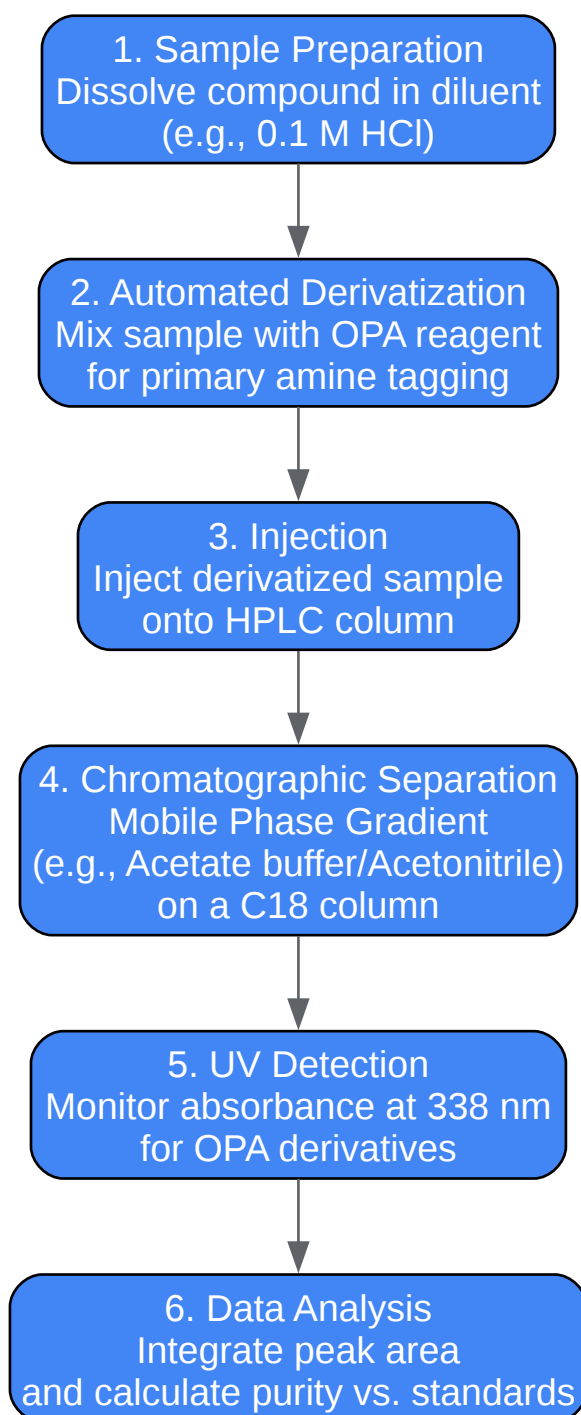 1. Sample Preparation
Dissolve compound in diluent
(e.g., 0.1 M HCl)
2. Automated Derivatization
Mix sample with OPA reagent
for primary amine tagging
3. Injection
Inject derivatized sample
onto HPLC column
4. Chromatographic Separation
Mobile Phase Gradient
(e.g., Acetate buffer/Acetonitrile)
on a C18 column
5. UV Detection
Monitor absorbance at 338 nm
for OPA derivatives
6. Data Analysis
Integrate peak area
and calculate purity vs. standards